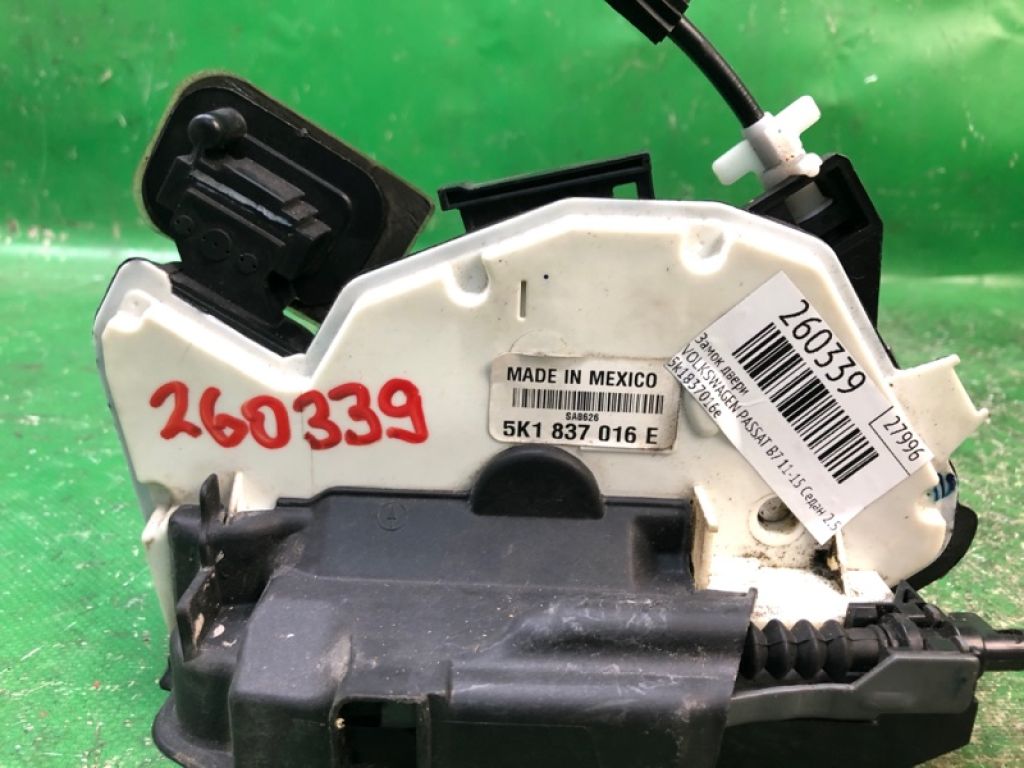 260339
MADE IN MEXICO
SA8626
5K1 837 016 E
260339
27996
Замок двери
VOLKSWAGEN PASSAT B7 11-15 Седан 2.5
5K1837016e